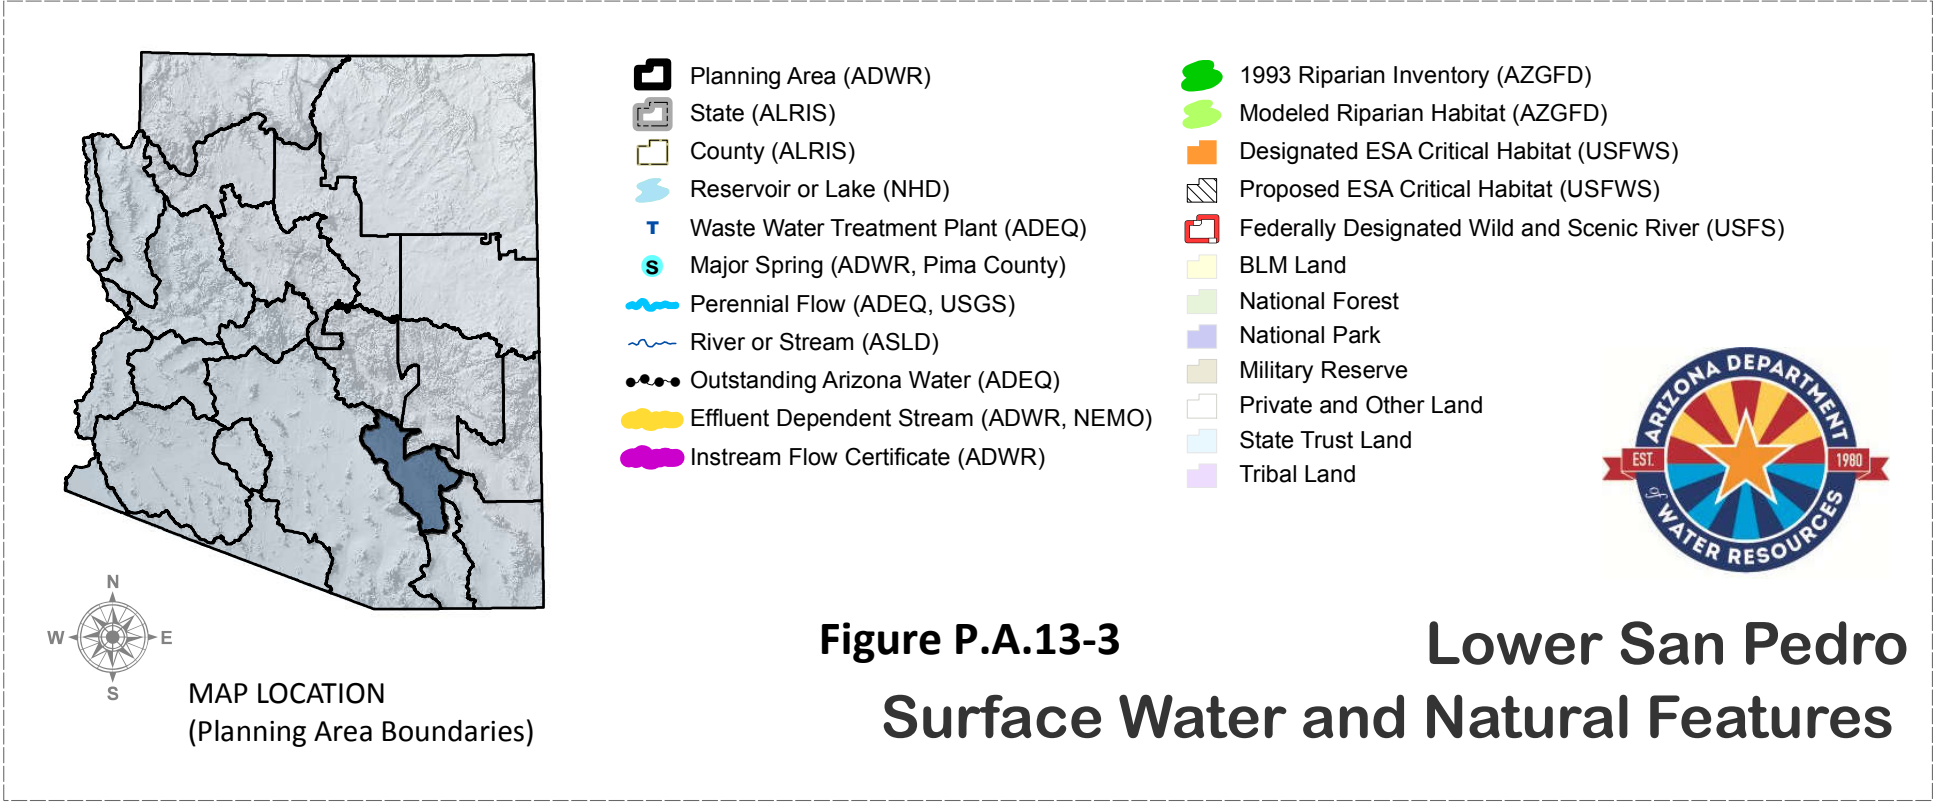 Planning Area (ADWR)
State (ALRIS)
County (ALRIS)
Reservoir or Lake (NHD)
T Waste Water Treatment Plant (ADEQ)
S Major Spring (ADWR, Pima County)
Perennial Flow (ADEQ, USGS)
River or Stream (ASLD)
Outstanding Arizona Water (ADEQ)
Effluent Dependent Stream (ADWR, NEMO)
Instream Flow Certificate (ADWR)
1993 Riparian Inventory (AZGFD)
Modeled Riparian Habitat (AZGFD)
Designated ESA Critical Habitat (USFWS)
Proposed ESA Critical Habitat (USFWS)
Federally Designated Wild and Scenic River (USFS)
BLM Land
National Forest
National Park
Military Reserve
Private and Other Land
State Trust Land
Tribal Land
ARIZONA DEPARTMENT
EST. 1980
of WATER RESOURCES
N
W E
S
MAP LOCATION
(Planning Area Boundaries)
Figure P.A.13-3
Lower San Pedro
Surface Water and Natural Features